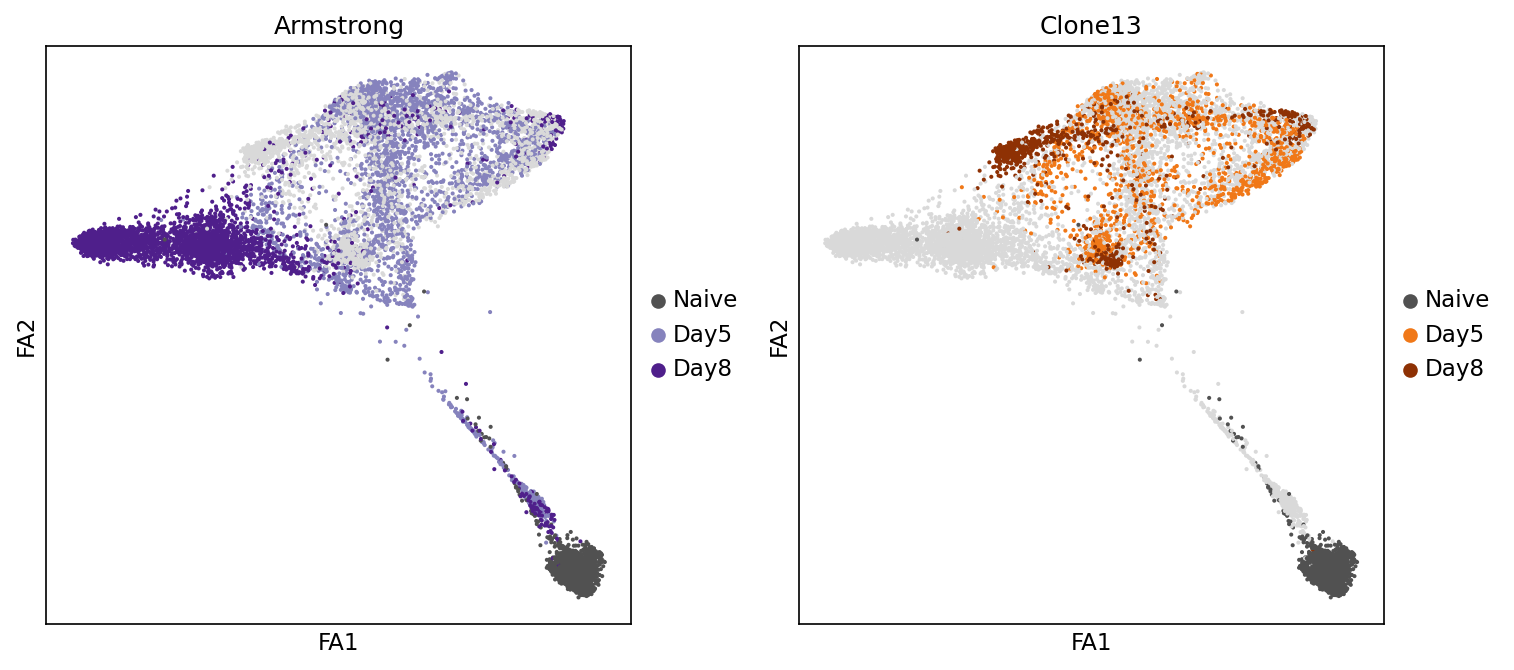 Armstrong
FA2
FA1
Naive
Day5
Day8
Clone13
FA2
FA1
Naive
Day5
Day8